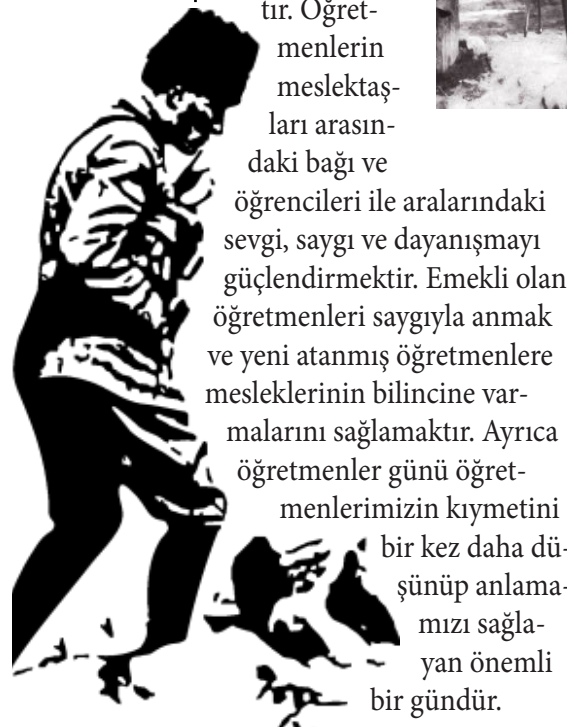 tır. Öğret-
menlerin
meslektaş-
ları arasın-
daki bağı ve
öğrencileri ile aralarındaki
sevgi, saygı ve dayanışmayı
güçlendirmektir. Emekli olan
öğretmenleri saygıyla anmak
ve yeni atanmış öğretmenlere
mesleklerinin bilincine var-
malarını sağlamaktır. Ayrıca
öğretmenler günü öğret-
menlerimizin kıymetini
bir kez daha dü-
şünüp anlama-
mızı sağla-
yan önemli
bir gündür.